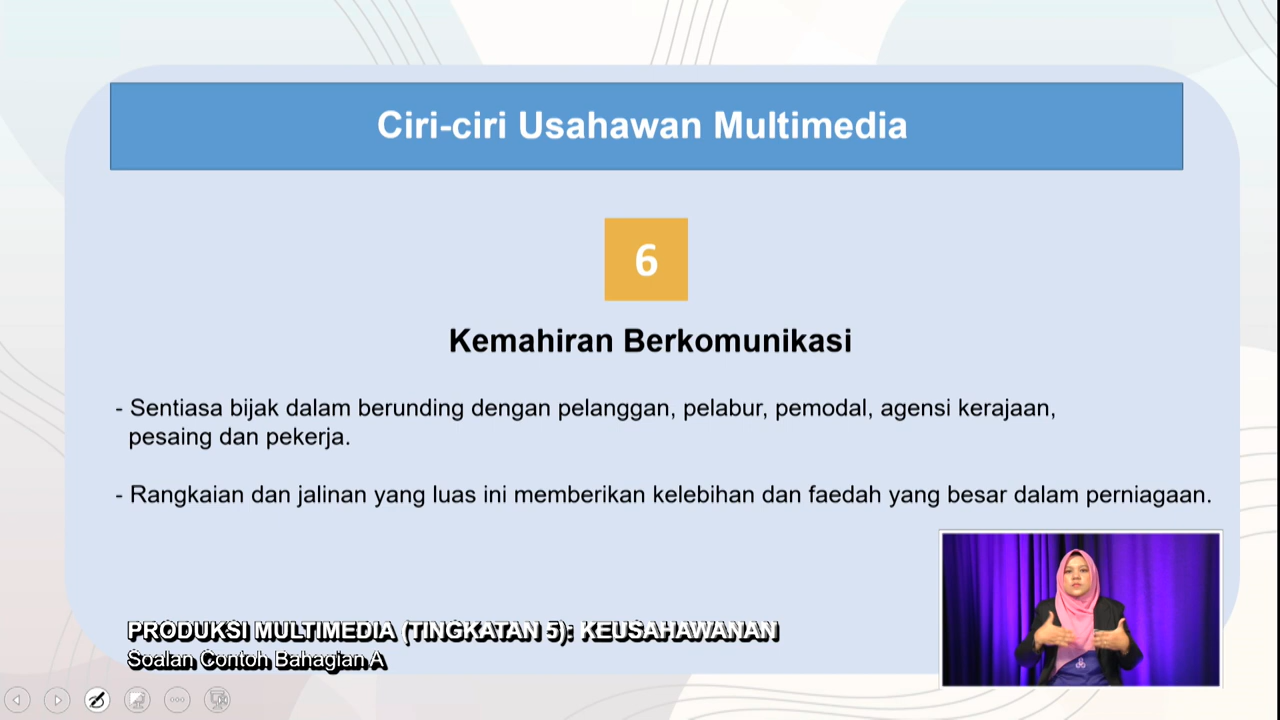 Ciri-ciri Usahawan Multimedia
6
Kemahiran Berkomunikasi
- Sentiasa bijak dalam berunding dengan pelanggan, pelabur, pemodal, agensi kerajaan,
pesaing dan pekerja.
- Rangkaian dan jalinan yang luas ini memberikan kelebihan dan faedah yang besar dalam perniagaan.
PRODUKSI MULTIMEDIA (TINGKATAN 5): KEUSAHAWANAN
Soalan Contoh Bahagian A